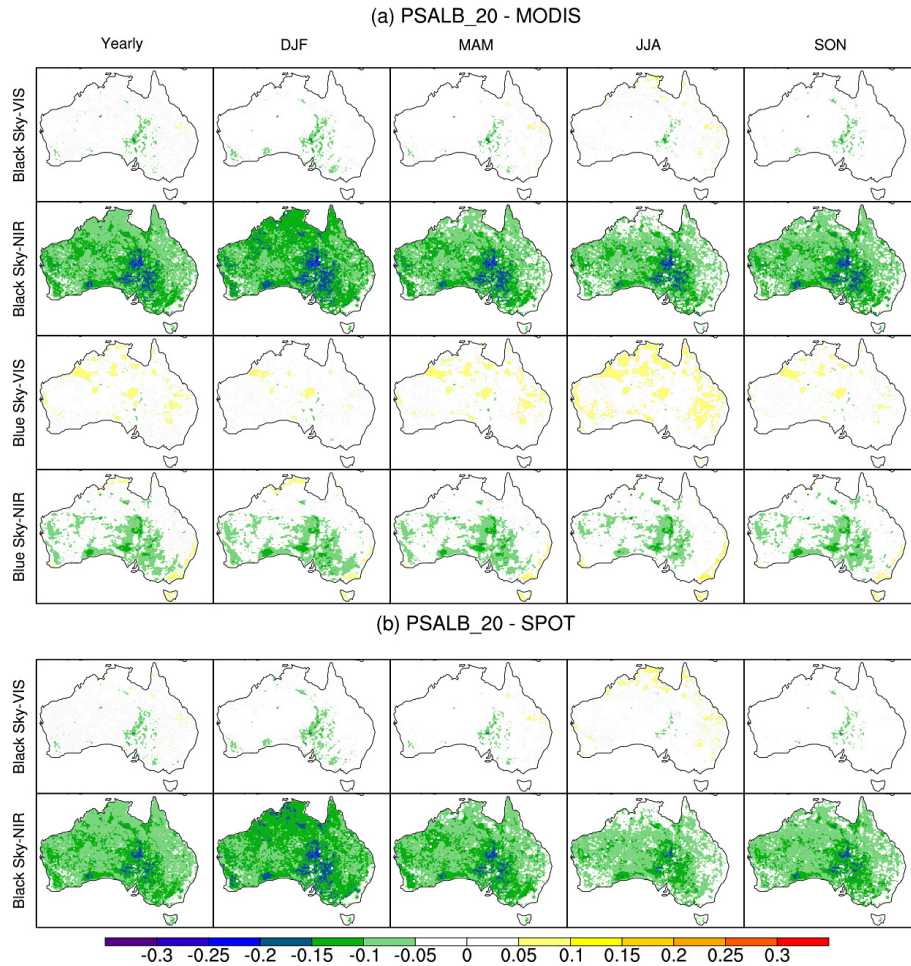 (a) PSALB_20 - MODIS
Yearly DJF MAM JJA SON
Black Sky-VIS
Black Sky-NIR
Blue Sky-VIS
Blue Sky-NIR
(b) PSALB_20 - SPOT
Black Sky-VIS
Black Sky-NIR
-0.3 -0.25 -0.2 -0.15 -0.1 -0.05 0 0.05 0.1 0.15 0.2 0.25 0.3